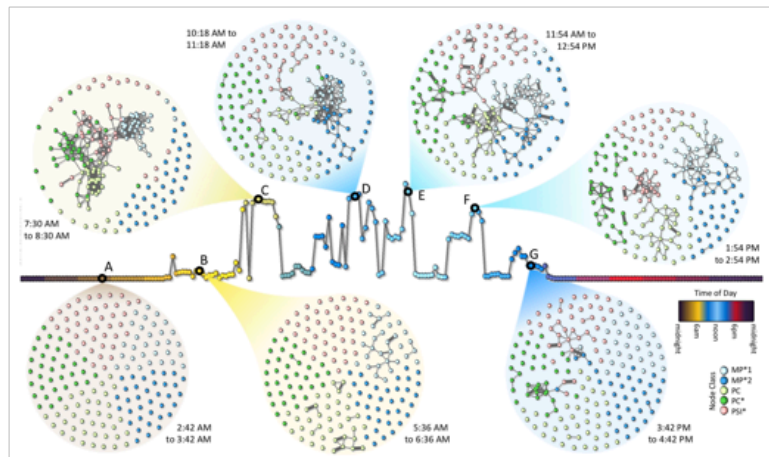 10:18 AM to
11:18 AM
11:54 AM to
12:54 PM
7:30 AM
to 8:30 AM
C
D
E
F
A
B
G
1:54 PM
to 2:54 PM
2:42 AM
to 3:42 AM
5:36 AM
to 6:36 AM
3:42 PM
to 4:42 PM
Time of Day
midnight
6am
noon
6pm
midnight
Node Class
MP*1
MP*2
PC
PC*
PSI*